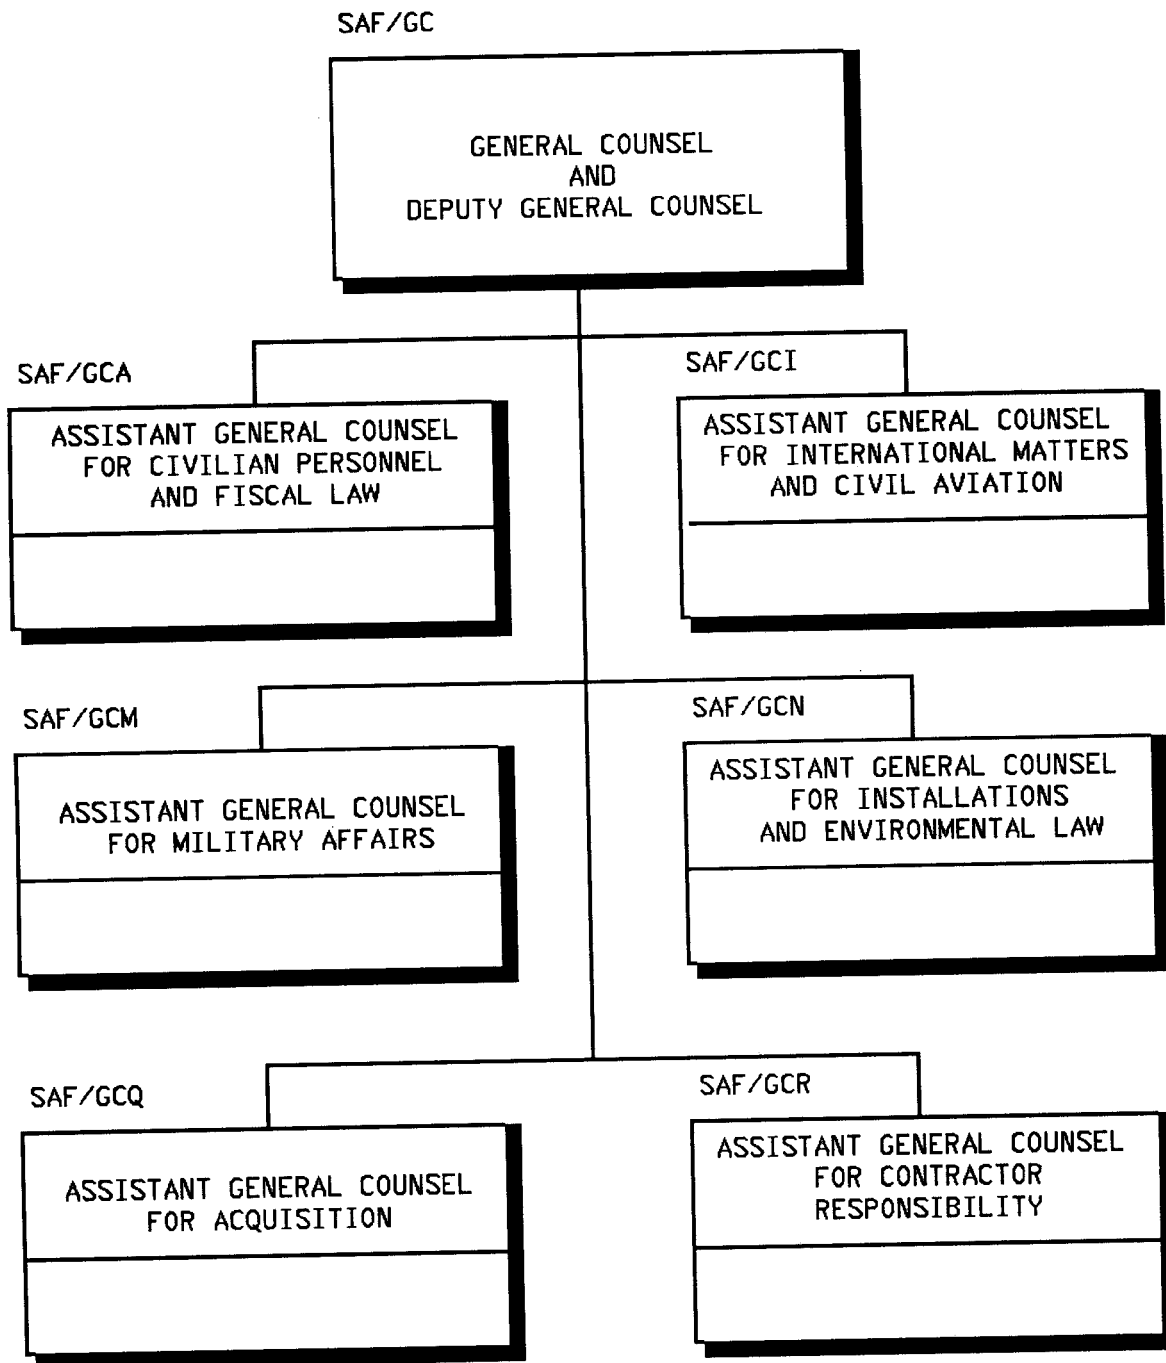 SAF/GC
GENERAL COUNSEL
AND
DEPUTY GENERAL COUNSEL
SAF/GCA
ASSISTANT GENERAL COUNSEL
FOR CIVILIAN PERSONNEL
AND FISCAL LAW
SAF/GCI
ASSISTANT GENERAL COUNSEL
FOR INTERNATIONAL MATTERS
AND CIVIL AVIATION
SAF/GCM
ASSISTANT GENERAL COUNSEL
FOR MILITARY AFFAIRS
SAF/GCN
ASSISTANT GENERAL COUNSEL
FOR INSTALLATIONS
AND ENVIRONMENTAL LAW
SAF/GCQ
ASSISTANT GENERAL COUNSEL
FOR ACQUISITION
SAF/GCR
ASSISTANT GENERAL COUNSEL
FOR CONTRACTOR
RESPONSIBILITY